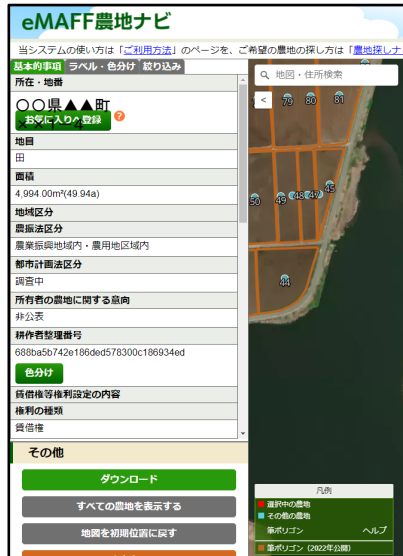 eMAFF農地ナビ
当システムの使い方は「ご利用方法」のページを、ご希望の農地の探し方は「農地探しナ
基本的事項 ラベル・色分け 絞り込み
所在・地番
〇〇県▲▲町
××1－4
お気に入りへ登録 ?
地目
田
面積
4,994.00m²(49.94a)
地域区分
農振法区分
農業振興地域内・農用地区域内
都市計画法区分
調査中
所有者の農地に関する意向
非公表
耕作者整理番号
688ba5b742e186ded578300c186934ed
色分け
賃借権等権利設定の内容
権利の種類
賃借権
その他
ダウンロード
すべての農地を表示する
地図を初期位置に戻す
地図・住所検索
<
79 80 81
50 49 48 47 45
44
凡例
選択中の農地
その他の農地
筆ポリゴン ヘルプ
筆ポリゴン（2022年公開）